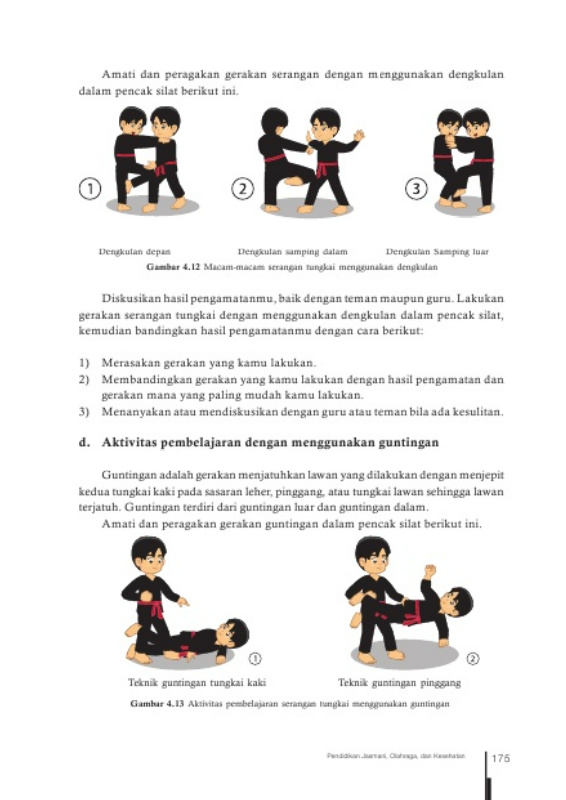 Amati dan peragakan gerakan serangan dengan menggunakan dengkulan
dalam pencak silat berikut ini.
1
2
3
Dengkulan depan
Dengkulan samping dalam
Dengkulan Samping luar
Gambar 4.12 Macam-macam serangan tungkai menggunakan dengkulan
Diskusikan hasil pengamatanmu, baik dengan teman maupun guru. Lakukan
gerakan serangan tungkai dengan menggunakan dengkulan dalam pencak silat,
kemudian bandingkan hasil pengamatanmu dengan cara berikut:
1) Merasakan gerakan yang kamu lakukan.
2) Membandingkan gerakan yang kamu lakukan dengan hasil pengamatan dan
gerakan mana yang paling mudah kamu lakukan.
3) Menanyakan atau mendiskusikan dengan guru atau teman bila ada kesulitan.
d. Aktivitas pembelajaran dengan menggunakan guntingan
Guntingan adalah gerakan menjatuhkan lawan yang dilakukan dengan menjepit
kedua tungkai kaki pada sasaran leher, pinggang, atau tungkai lawan sehingga lawan
terjatuh. Guntingan terdiri dari guntingan luar dan guntingan dalam.
Amati dan peragakan gerakan guntingan dalam pencak silat berikut ini.
1
2
Teknik guntingan tungkai kaki
Teknik guntingan pinggang
Gambar 4.13 Aktivitas pembelajaran serangan tungkai menggunakan guntingan
Pendidikan Jasmani, Olahraga, dan Kesehatan
175